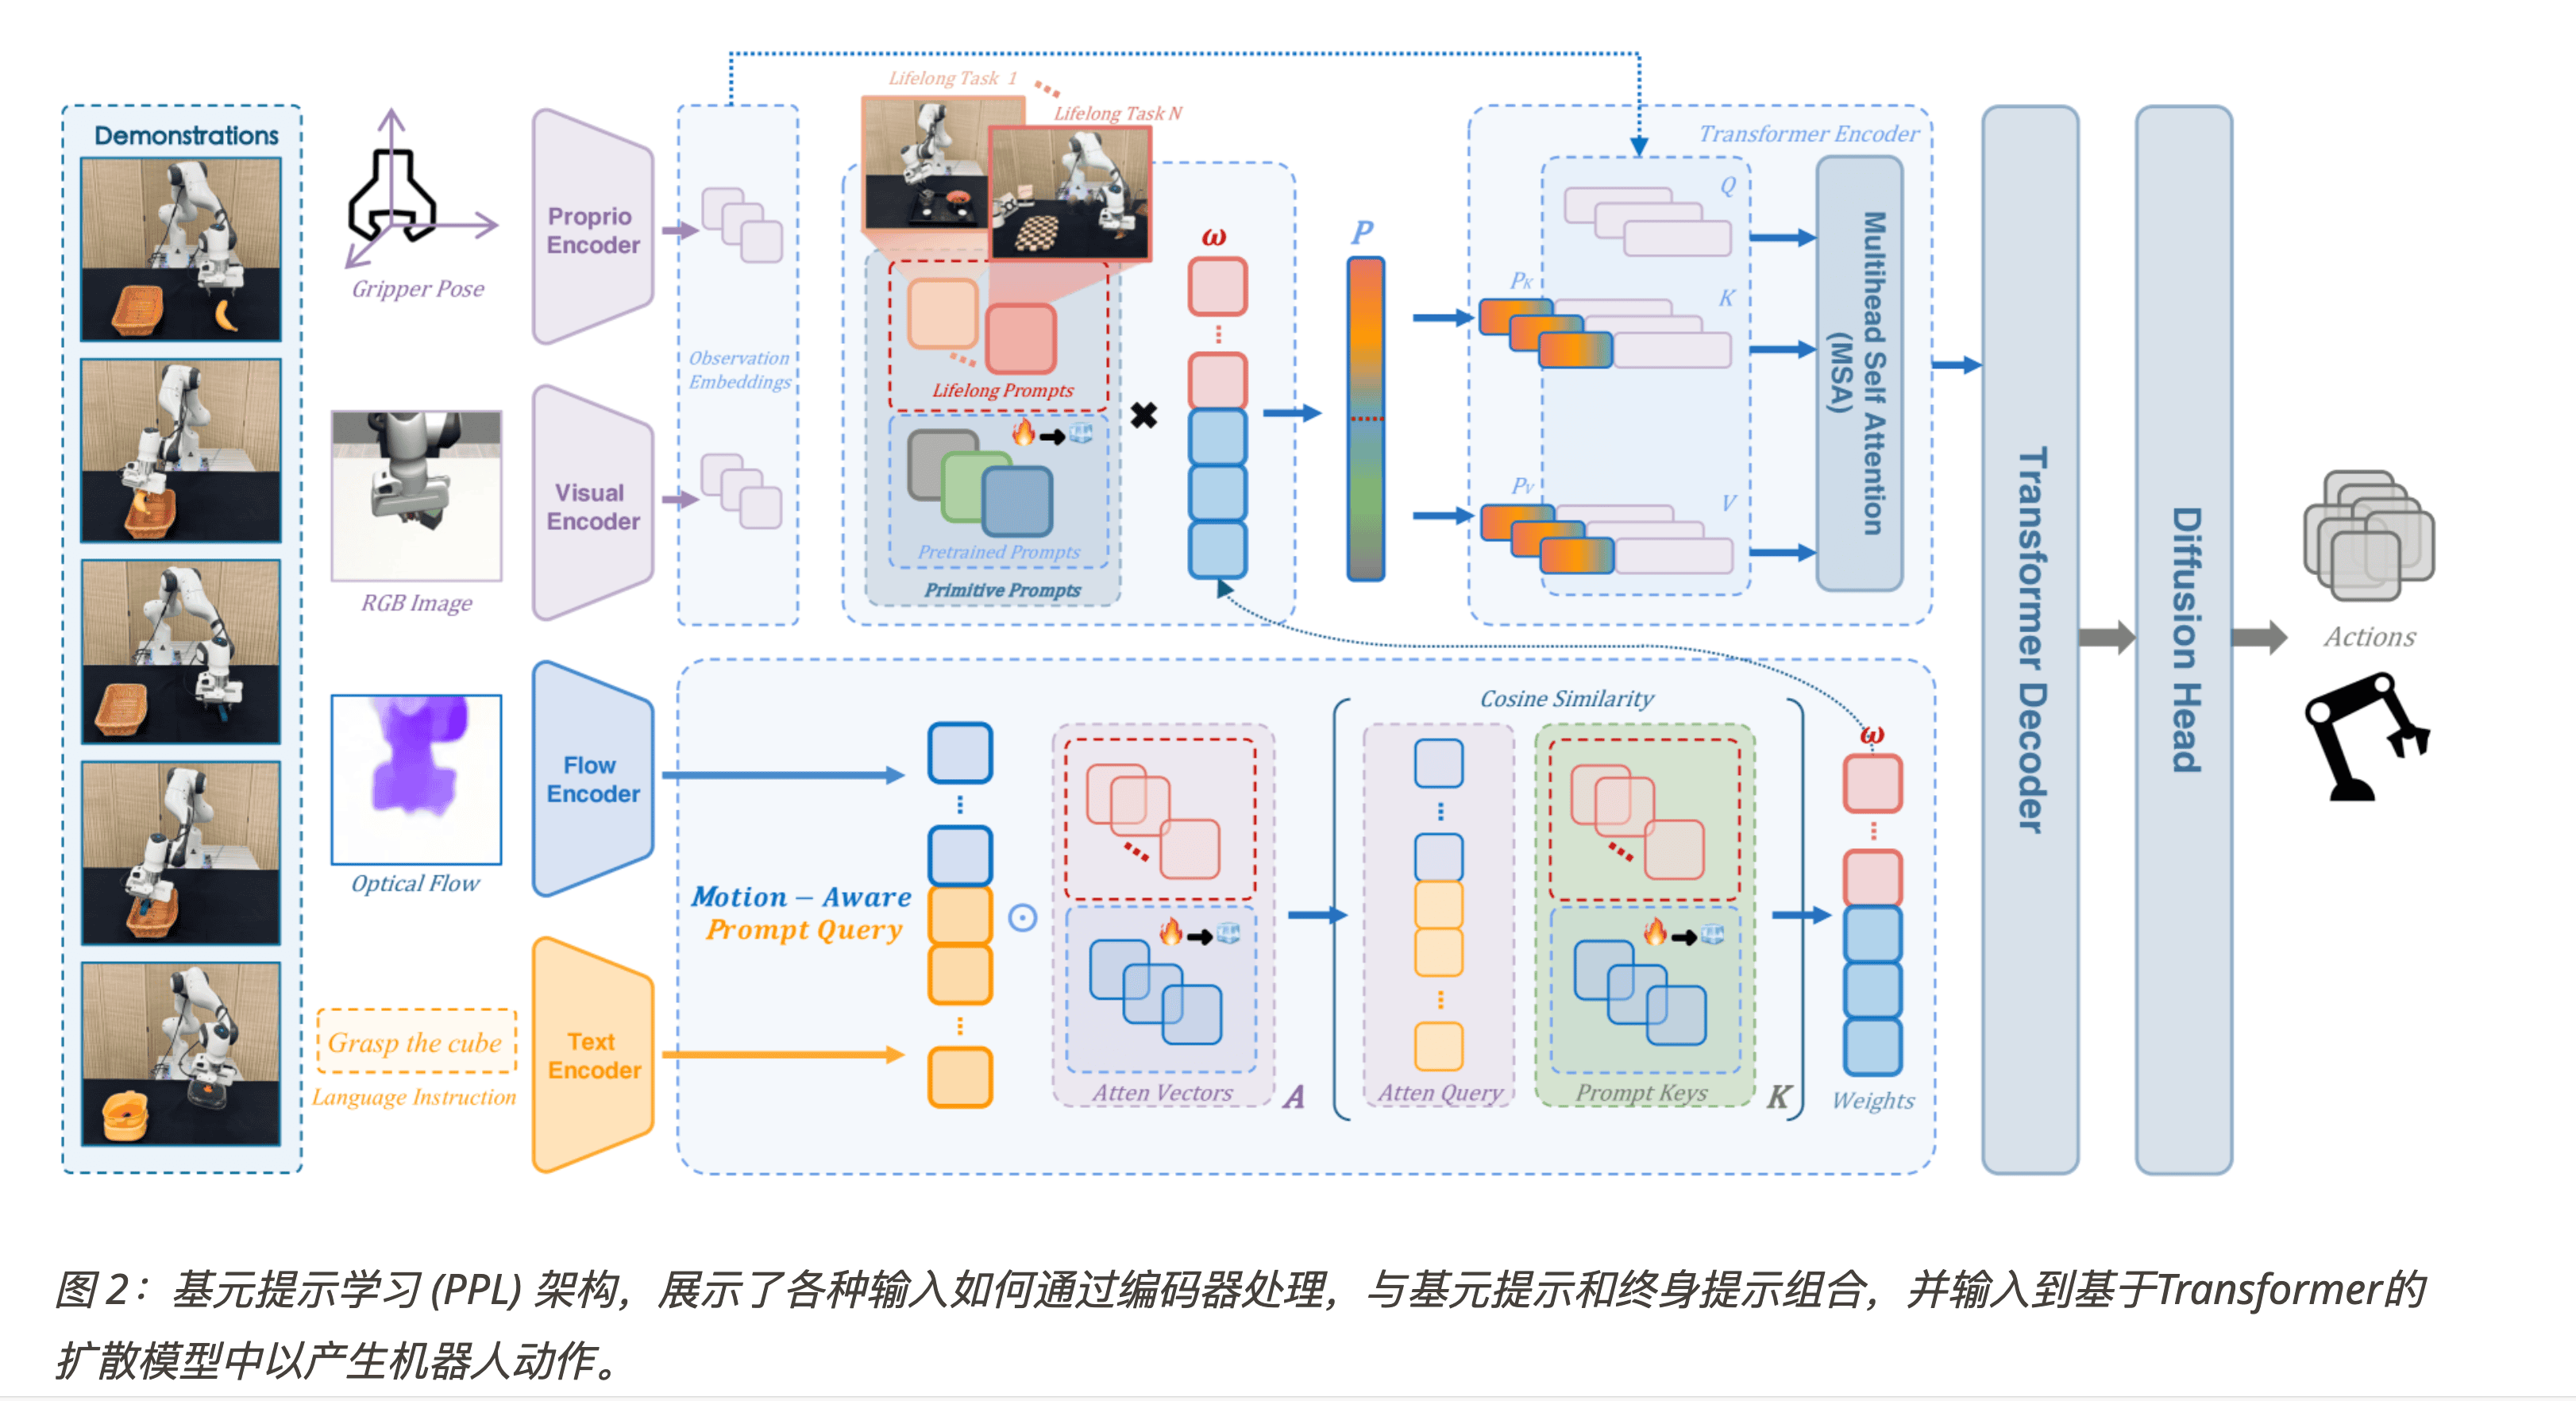 Demonstrations
Gripper Pose
RGB Image
Optical Flow
Grasp the cube
Language Instruction
Proprio
Encoder
Visual
Encoder
Flow
Encoder
Text
Encoder
Observation
Embeddings
Lifelong Task 1
Lifelong Task N
Lifelong Prompts
Pretrained Prompts
Primitive Prompts
ω
P
Transformer Encoder
Q
PK
K
PV
V
Multihead Self Attention
(MSA)
Motion – Aware
Prompt Query
Atten Vectors
A
Cosine Similarity
Atten Query
Prompt Keys
K
ω
Weights
Transformer Decoder
Diffusion Head
Actions
图 2：基元提示学习 (PPL) 架构，展示了各种输入如何通过编码器处理，与基元提示和终身提示组合，并输入到基于Transformer的
扩散模型中以产生机器人动作。